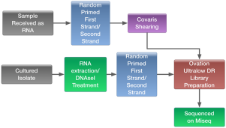 Sample
Received as
RNA
Random
Primed
First
Strand/
Second
Strand
Covaris
Shearing
Cultured
Isolate
RNA
extraction/
DNAseI
Treatment
Random
Primed
First
Strand/
Second
Strand
Ovation
Ultralow DR
Library
Preparation
Sequenced
on Miseq